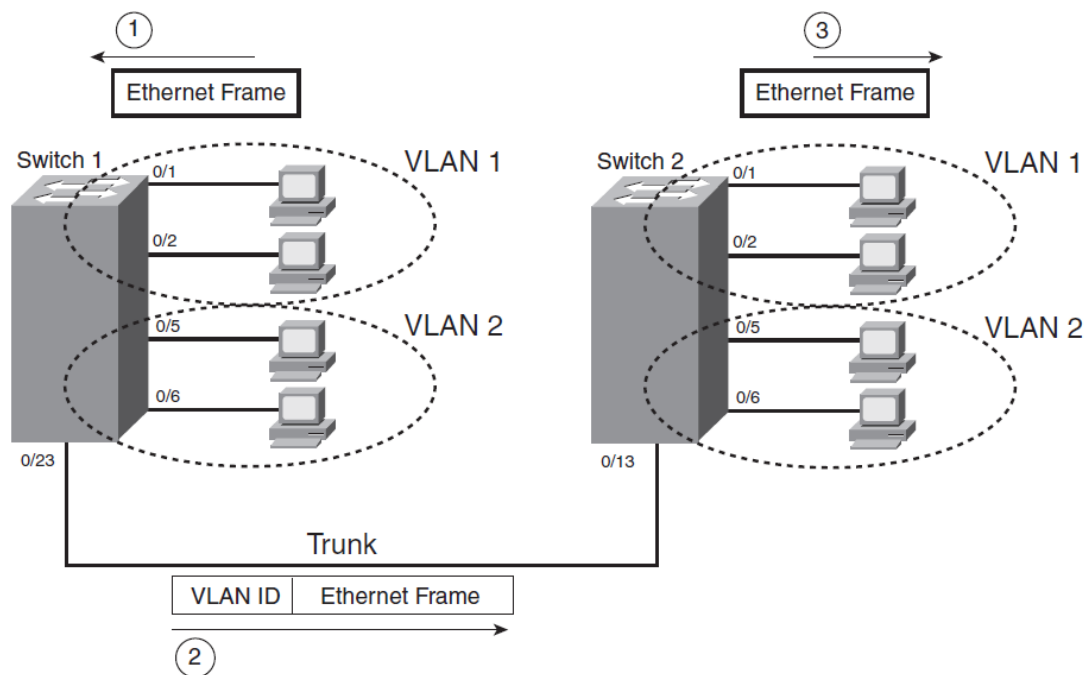 1
3
Ethernet Frame
Ethernet Frame
Switch 1
0/1
VLAN 1
0/2
0/5
VLAN 2
0/6
0/23
Switch 2
0/1
VLAN 1
0/2
0/5
VLAN 2
0/6
0/13
Trunk
VLAN ID
Ethernet Frame
2